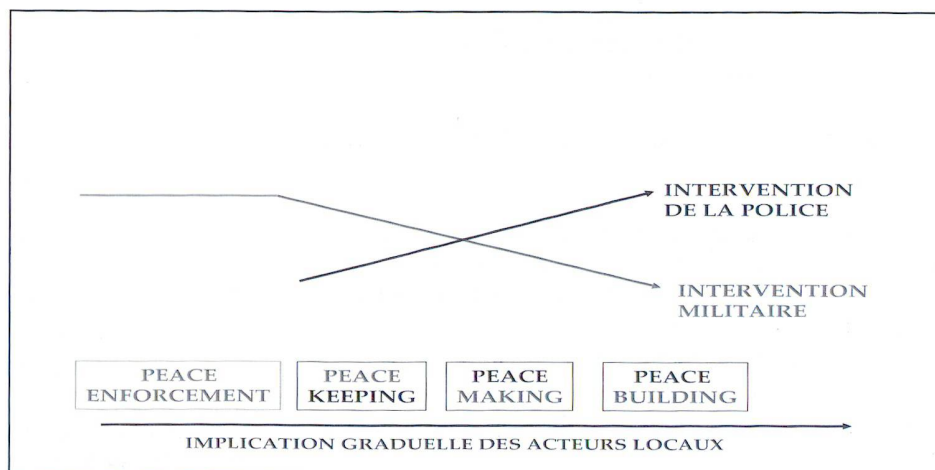 INTERVENTION
DE LA POLICE
INTERVENTION
MILITAIRE
PEACE
ENFORCEMENT
PEACE
KEEPING
PEACE
MAKING
PEACE
BUILDING
IMPLICATION GRADUELLE DES ACTEURS LOCAUX